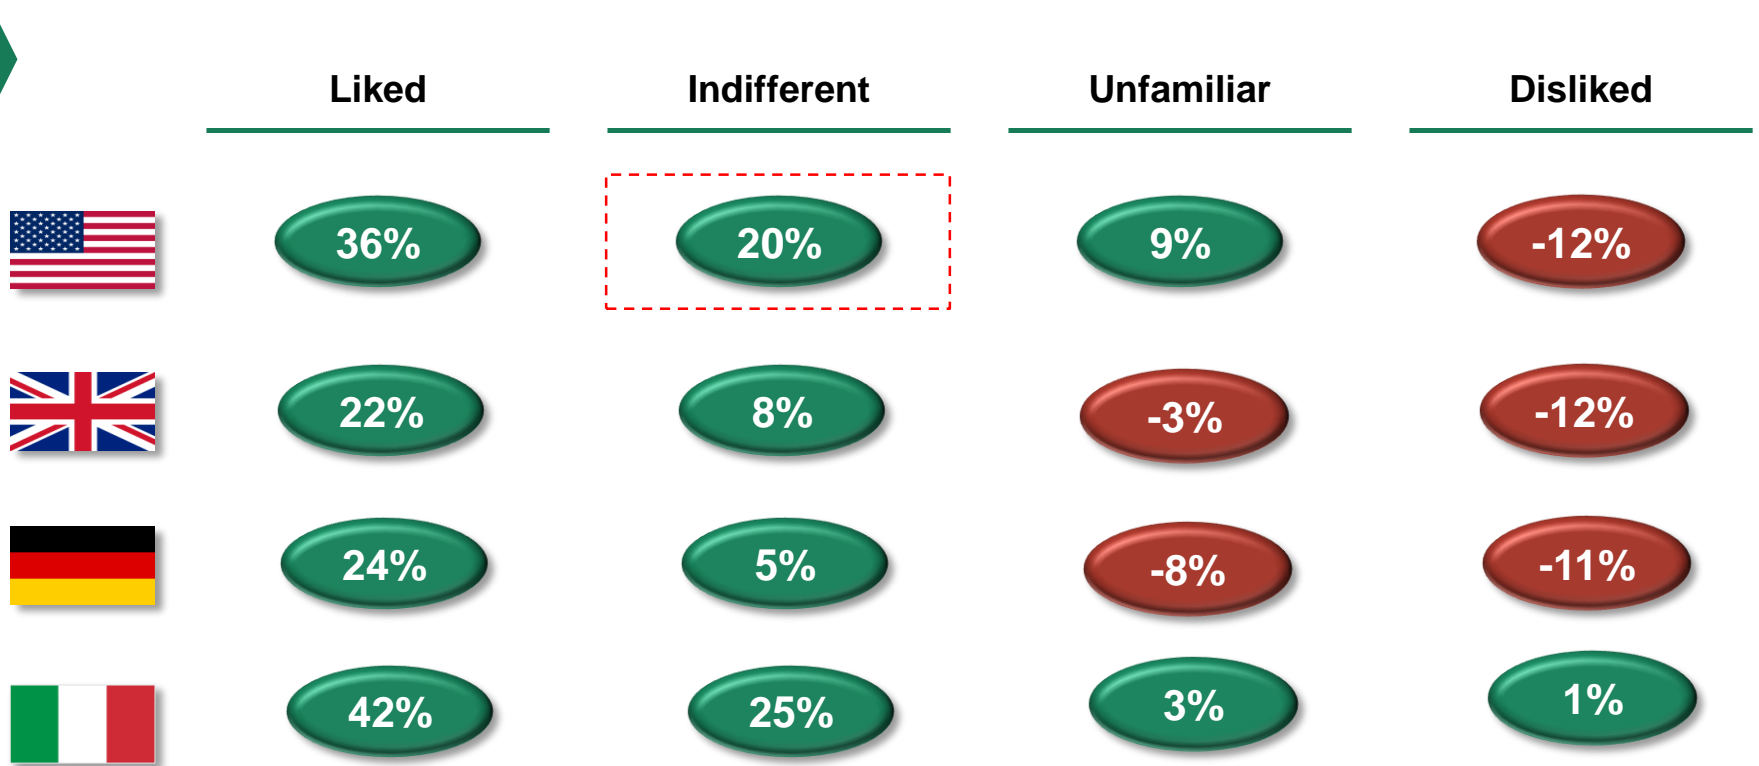 Liked Indifferent Unfamiliar Disliked
36% 20% 9% -12%
22% 8% -3% -12%
24% 5% -8% -11%
42% 25% 3% 1%